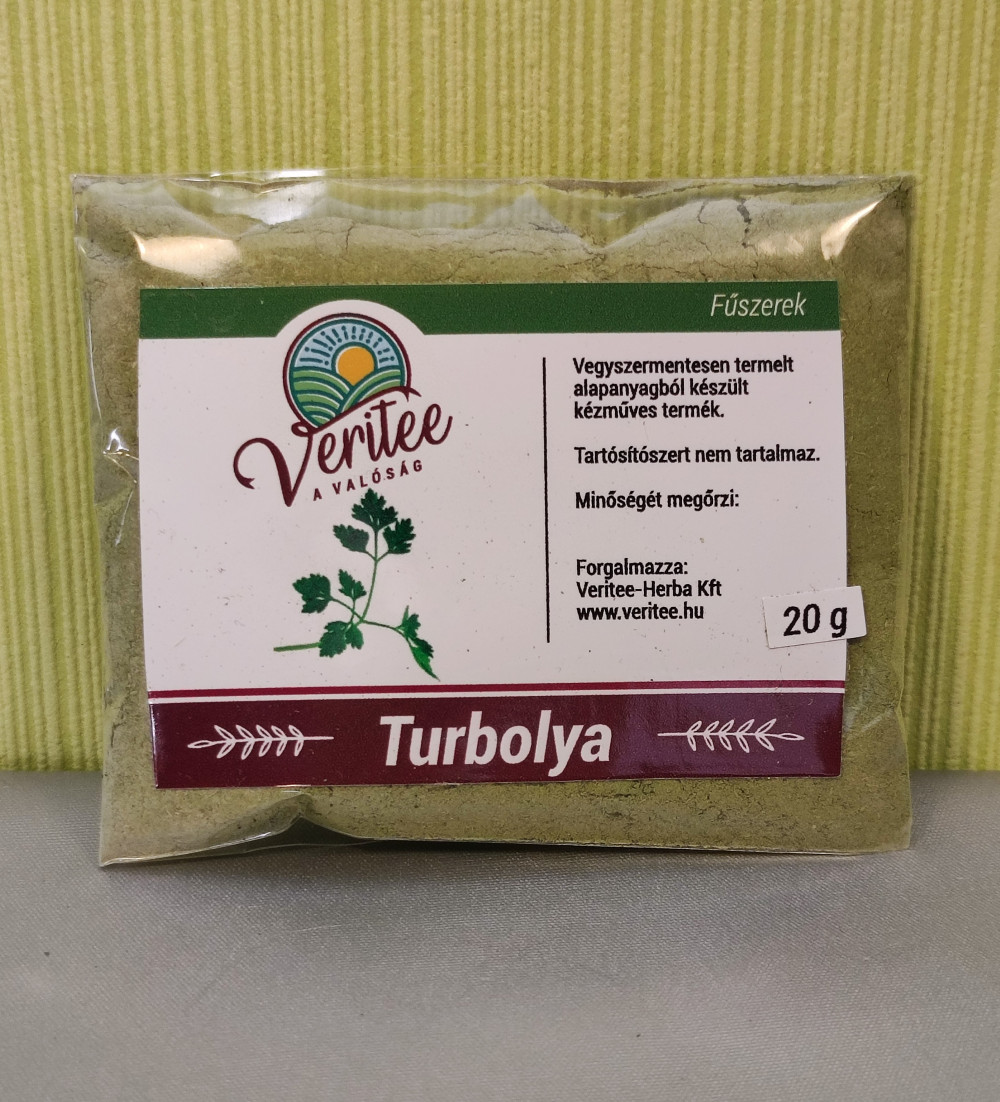 Fűszerek
Veritee
A VALÓSÁG
Vegyszermentesen termelt
alapanyagból készült
kézműves termék.
Tartósítószert nem tartalmaz.
Minőségét megőrzi:
Forgalmazza:
Veritee-Herba Kft
www.veritee.hu
20 g
Turbolya